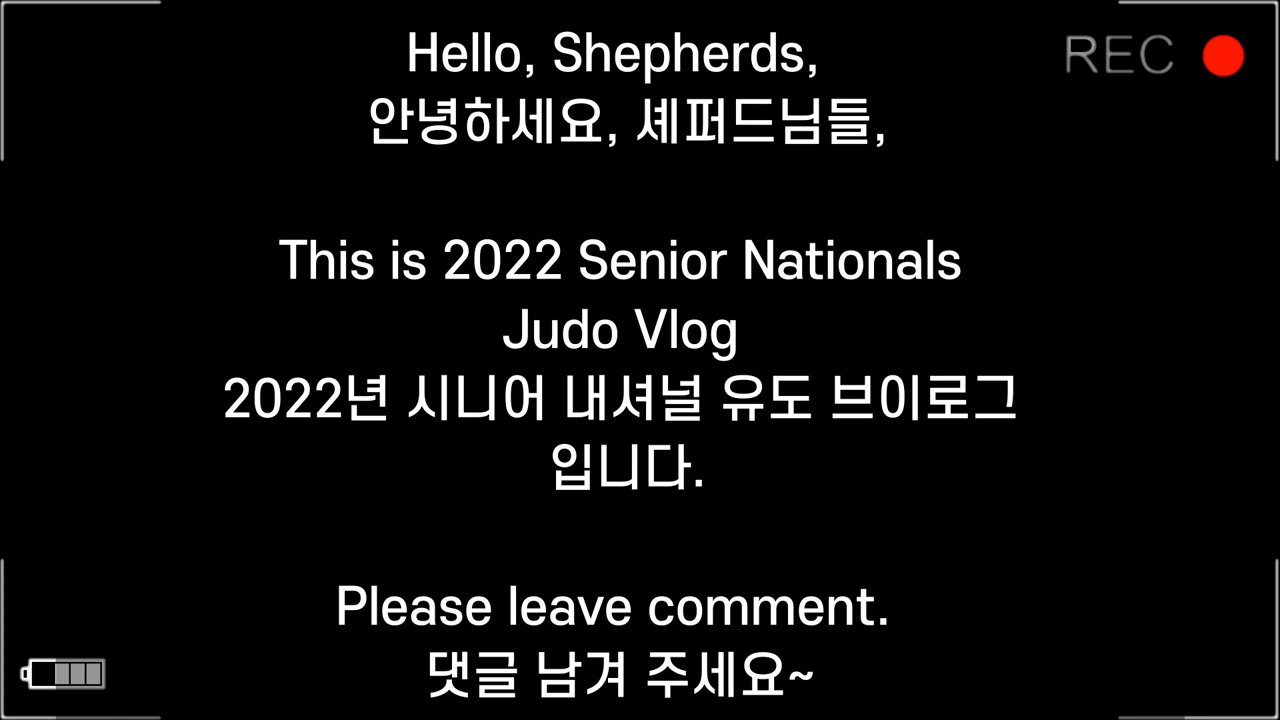 Hello, Shepherds,
REC
안녕하세요, 셰퍼드님들,
This is 2022 Senior Nationals
Judo Vlog
2022년 시니어 내셔널 유도 브이로그
입니다.
Please leave comment.
댓글 남겨 주세요~